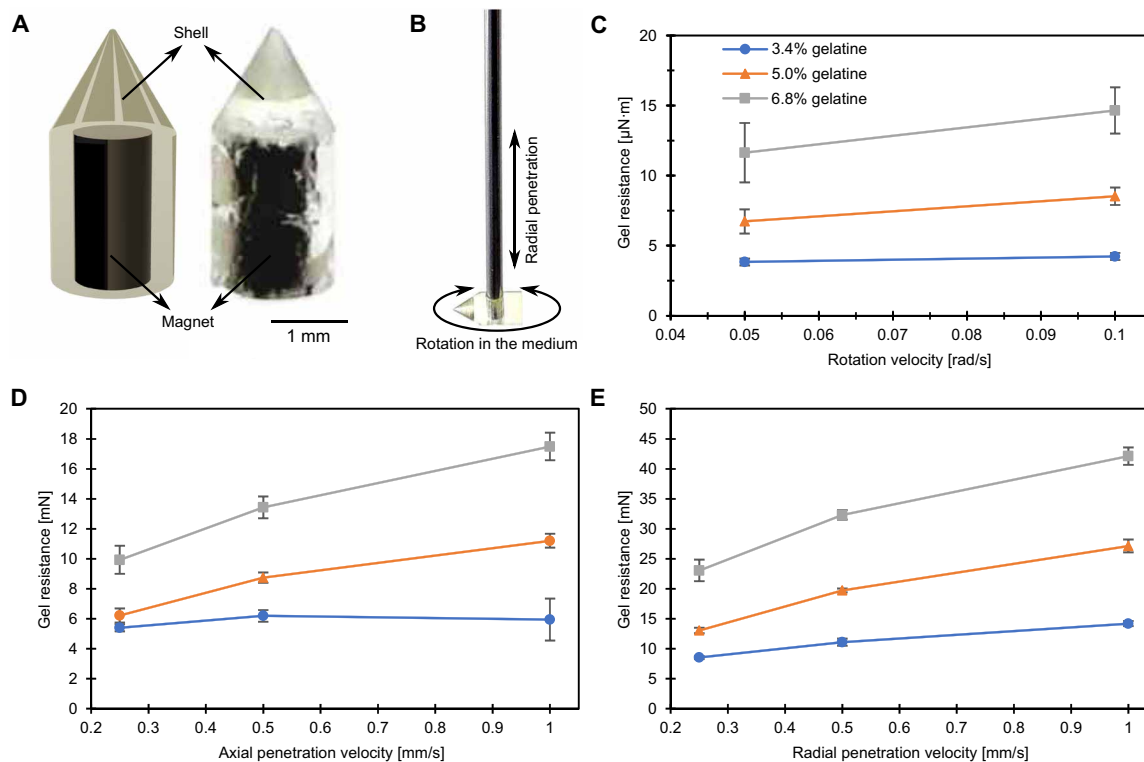 A
Shell
Magnet
1 mm
B
Radial penetration
Rotation in the medium
C
3.4% gelatine
5.0% gelatine
6.8% gelatine
Gel resistance [µN·m]
20
15
10
5
0
0.04 0.05 0.06 0.07 0.08 0.09 0.1
Rotation velocity [rad/s]
D
Gel resistance [mN]
20
18
16
14
12
10
8
6
4
2
0
0.2 0.3 0.4 0.5 0.6 0.7 0.8 0.9 1
Axial penetration velocity [mm/s]
E
Gel resistance [mN]
50
45
40
35
30
25
20
15
10
5
0
0.2 0.3 0.4 0.5 0.6 0.7 0.8 0.9 1
Radial penetration velocity [mm/s]